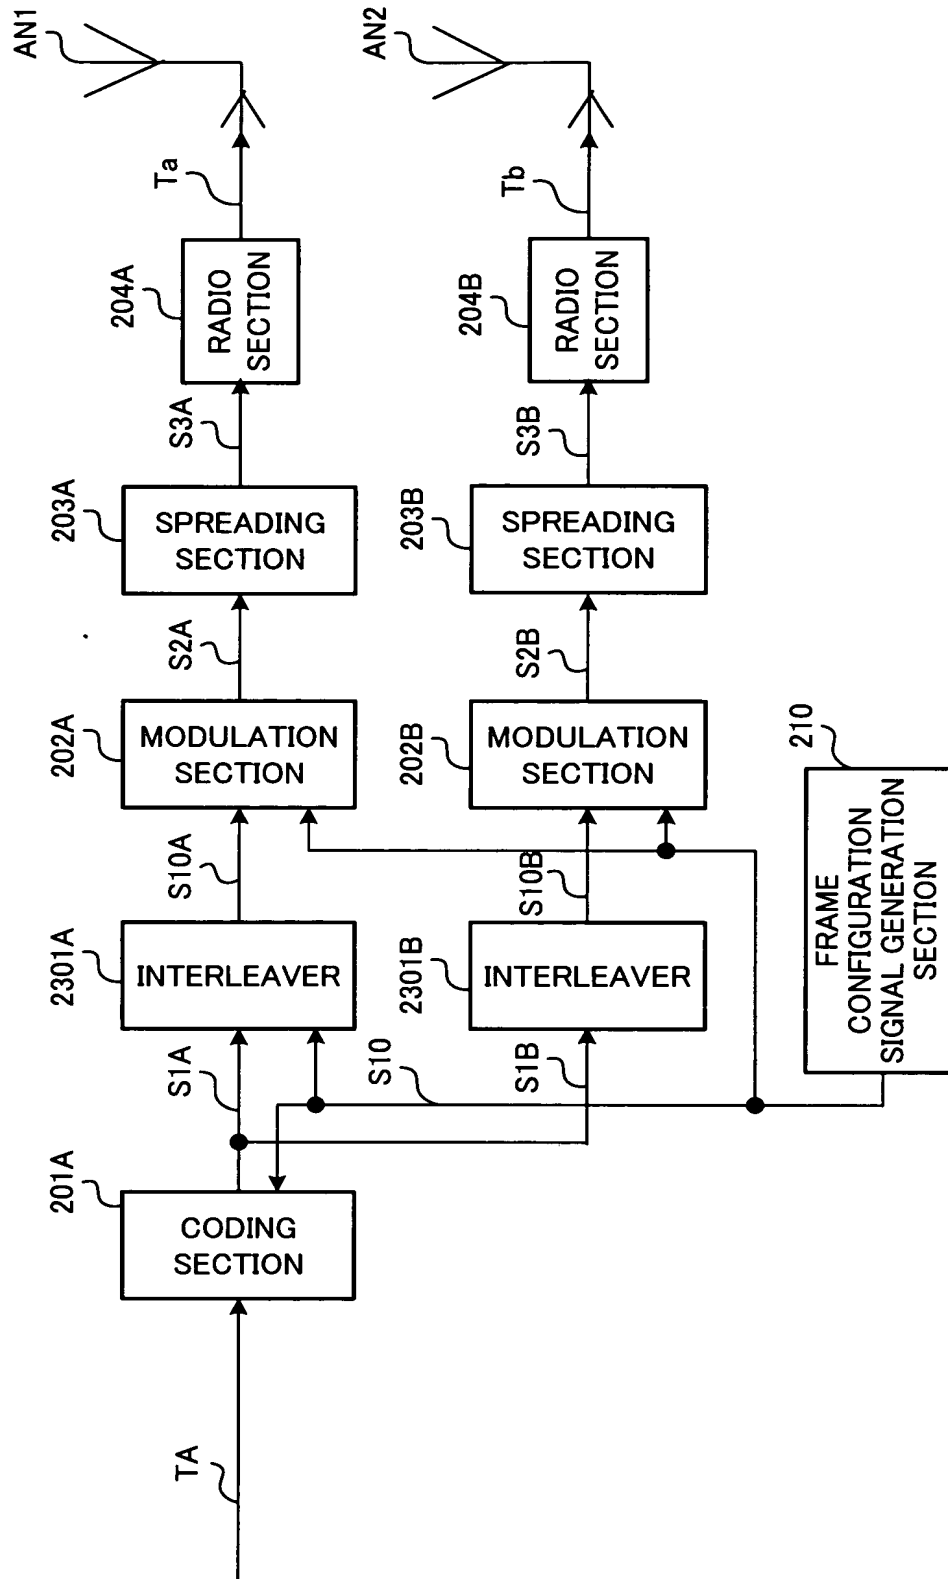 TA
201A
CODING
SECTION
S1A
2301A
INTERLEAVER
S10A
202A
MODULATION
SECTION
S2A
203A
SPREADING
SECTION
S3A
204A
RADIO
SECTION
Ta
AN1
S10
S1B
2301B
INTERLEAVER
S10B
202B
MODULATION
SECTION
S2B
203B
SPREADING
SECTION
S3B
204B
RADIO
SECTION
Tb
AN2
210
FRAME
CONFIGURATION
SIGNAL GENERATION
SECTION